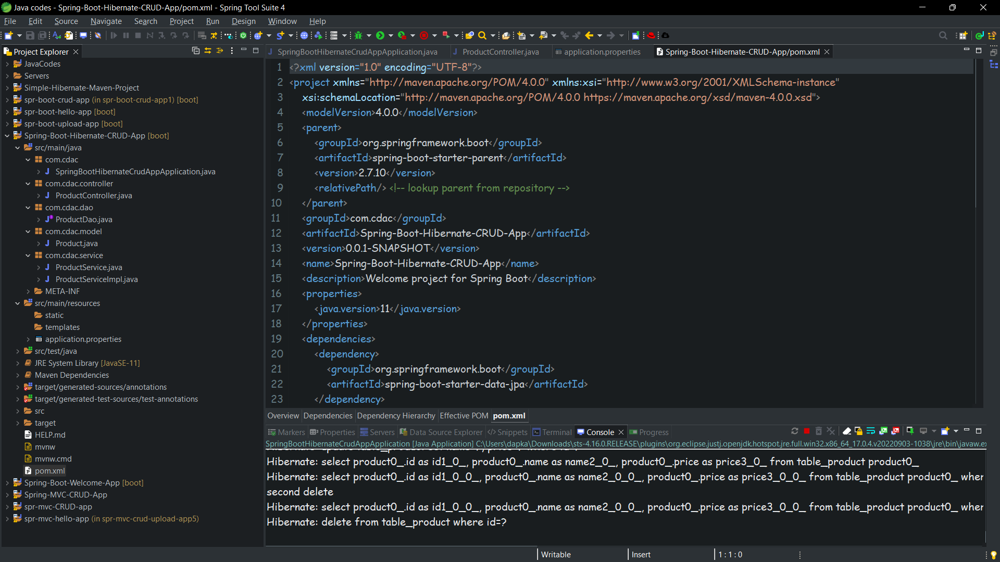 Java codes - Spring-Boot-Hibernate-CRUD-App/pom.xml - Spring Tool Suite 4
File Edit Source Navigate Search Project Run Design Window Help
Project Explorer
JavaCodes
Servers
Simple-Hibernate-Maven-Project
spr-boot-crud-app (in spr-boot-crud-app1) [boot]
spr-boot-hello-app [boot]
spr-boot-upload-app [boot]
Spring-Boot-Hibernate-CRUD-App [boot]
src/main/java
com.cdac
SpringBootHibernateCrudAppApplication.java
com.cdac.controller
ProductController.java
com.cdac.dao
ProductDao.java
com.cdac.model
Product.java
com.cdac.service
ProductService.java
ProductServiceImpl.java
META-INF
src/main/resources
static
templates
application.properties
src/test/java
JRE System Library [JavaSE-11]
Maven Dependencies
target/generated-sources/annotations
target/generated-test-sources/test-annotations
src
target
HELP.md
mvnw
mvnw.cmd
pom.xml
Spring-Boot-Welcome-App [boot]
Spring-MVC-CRUD-App
spr-mvc-CRUD-app
spr-mvc-hello-app (in spr-mvc-crud-upload-app5)
SpringBootHibernateCrudAppApplication.java ProductController.java application.properties Spring-Boot-Hibernate-CRUD-App/pom.xml
1 <?xml version="1.0" encoding="UTF-8"?>
2 <project xmlns="http://maven.apache.org/POM/4.0.0" xmlns:xsi="http://www.w3.org/2001/XMLSchema-instance"
3 xsi:schemaLocation="http://maven.apache.org/POM/4.0.0 https://maven.apache.org/xsd/maven-4.0.0.xsd">
4 <modelVersion>4.0.0</modelVersion>
5 <parent>
6 <groupId>org.springframework.boot</groupId>
7 <artifactId>spring-boot-starter-parent</artifactId>
8 <version>2.7.10</version>
9 <relativePath/> <!-- lookup parent from repository -->
10 </parent>
11 <groupId>com.cdac</groupId>
12 <artifactId>Spring-Boot-Hibernate-CRUD-App</artifactId>
13 <version>0.0.1-SNAPSHOT</version>
14 <name>Spring-Boot-Hibernate-CRUD-App</name>
15 <description>Welcome project for Spring Boot</description>
16 <properties>
17 <java.version>11</java.version>
18 </properties>
19 <dependencies>
20 <dependency>
21 <groupId>org.springframework.boot</groupId>
22 <artifactId>spring-boot-starter-data-jpa</artifactId>
23 </dependency>
Overview Dependencies Dependency Hierarchy Effective POM pom.xml
Markers Properties Servers Data Source Explorer Snippets Terminal Console Progress
SpringBootHibernateCrudAppApplication [Java Application] C:\Users\dapka\Downloads\sts-4.16.0.RELEASE\plugins\org.eclipse.justj.openjdk.hotspot.jre.full.win32.x86_64_17.0.4.v20220903-1038\jre\bin\javaw.ex
Hibernate: select product0_.id as id1_0_, product0_.name as name2_0_, product0_.price as price3_0_ from table_product product0_
Hibernate: select product0_.id as id1_0_0_, product0_.name as name2_0_0_, product0_.price as price3_0_0_ from table_product product0_ wher
second delete
Hibernate: select product0_.id as id1_0_0_, product0_.name as name2_0_0_, product0_.price as price3_0_0_ from table_product product0_ wher
Hibernate: delete from table_product where id=?
Writable Insert 1 : 1 : 0